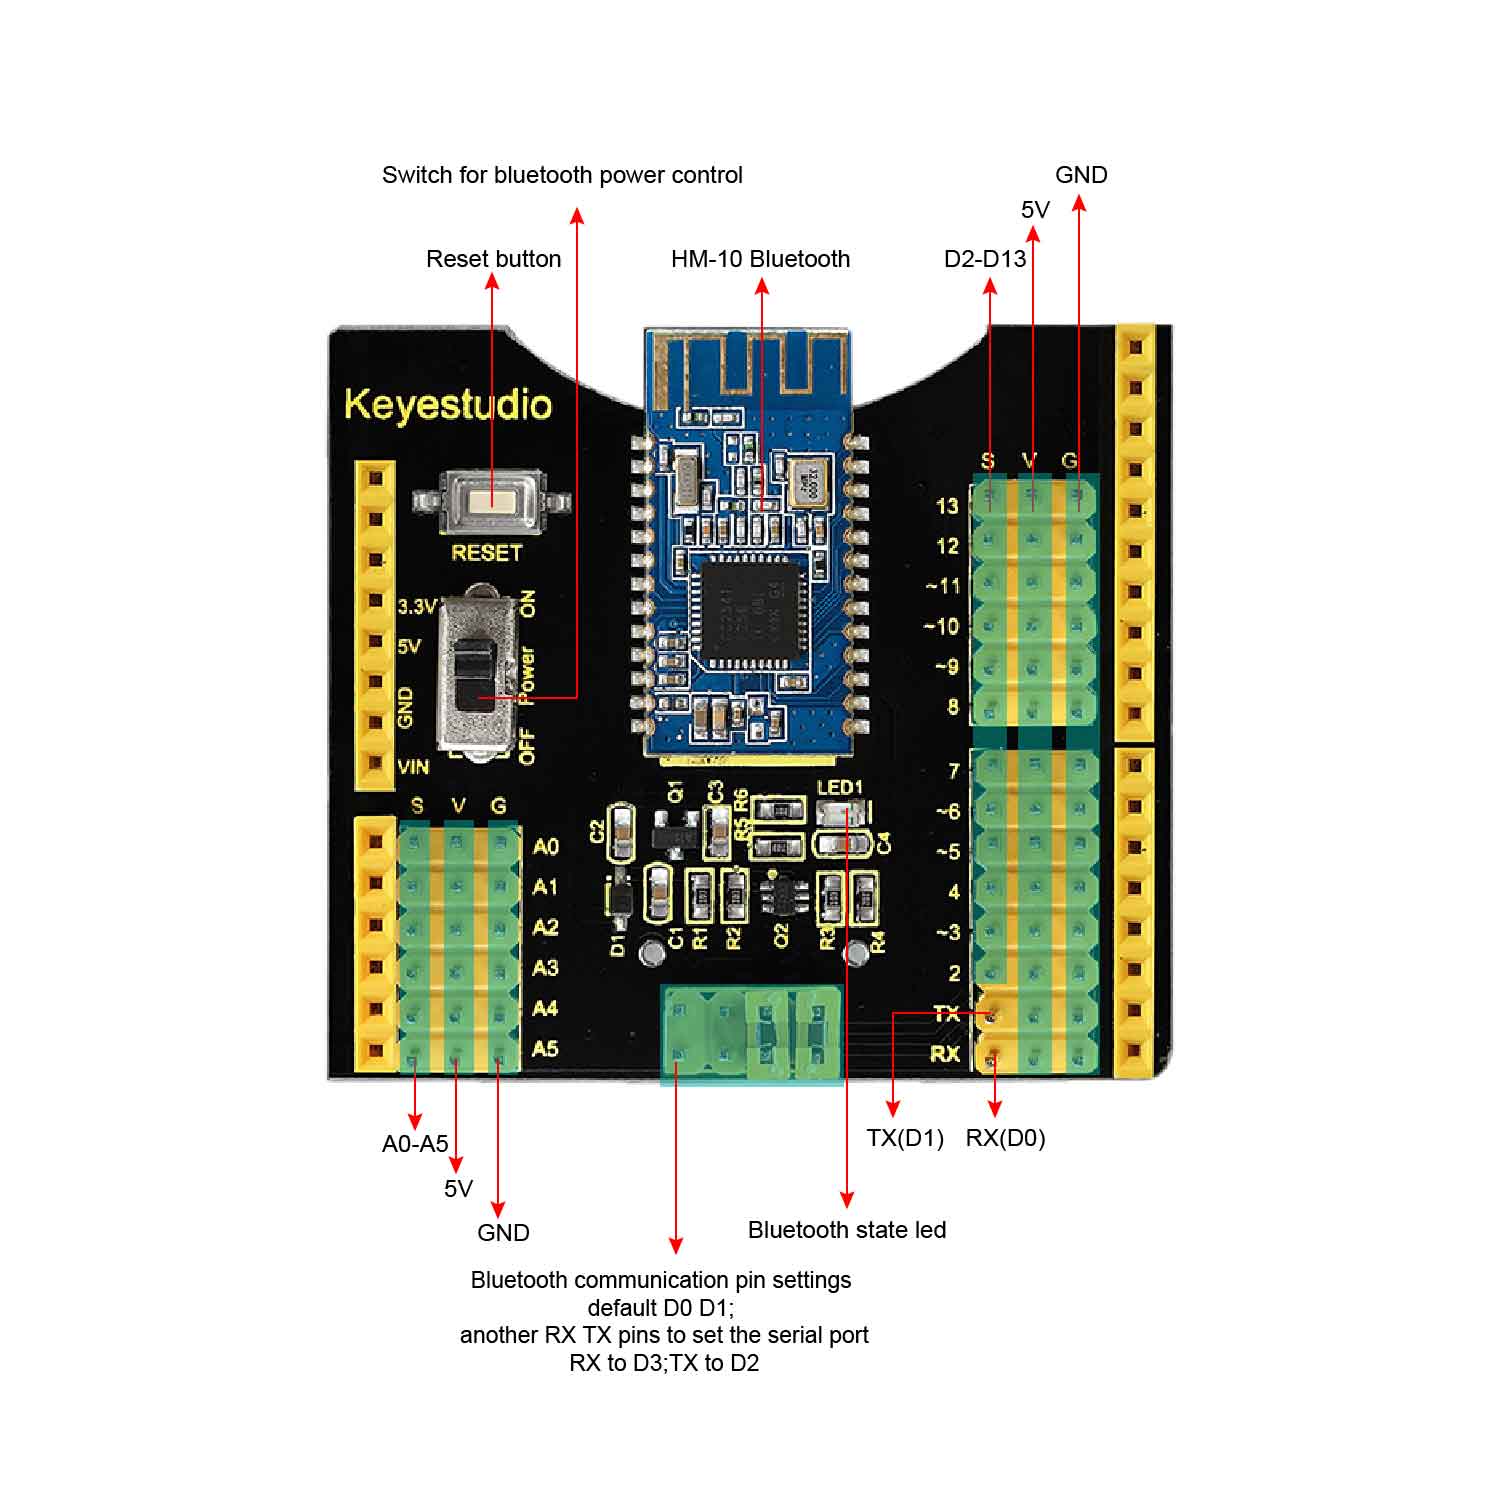 Switch for bluetooth power control
GND
5V
Reset button
HM-10 Bluetooth
D2-D13
Keyestudio
S V G
13
12
~11
~10
~9
8
7
~6
~5
4
~3
2
TX
RX
RESET
ON
Power
OFF
3.3V
5V
GND
VIN
S V G
A0
A1
A2
A3
A4
A5
32.000
C2
Q1
C3
R6
R5
LED1
C4
D1
C1
R1
R2
Q2
R3
R4
A0-A5
5V
GND
TX(D1)
RX(D0)
Bluetooth state led
Bluetooth communication pin settings
default D0 D1;
another RX TX pins to set the serial port
RX to D3;TX to D2